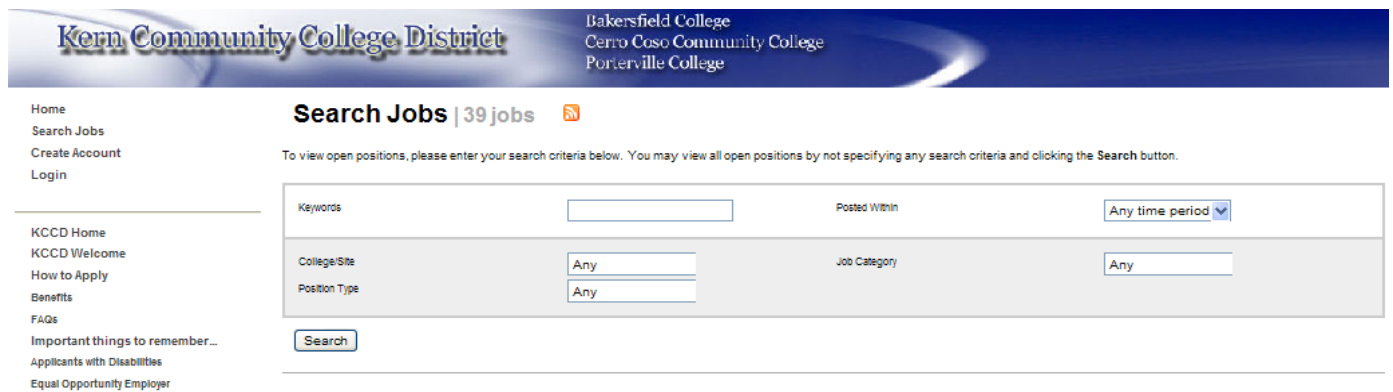 Kern Community College District
Bakersfield College
Cerro Coso Community College
Porterville College
Home
Search Jobs
Create Account
Login
KCCD Home
KCCD Welcome
How to Apply
Benefits
FAQs
Important things to remember...
Applicants with Disabilities
Equal Opportunity Employer
Search Jobs | 39 jobs
To view open positions, please enter your search criteria below. You may view all open positions by not specifying any search criteria and clicking the Search button.
Keywords
Posted Within Any time period
College/Site Any
Job Category Any
Position Type Any
Search